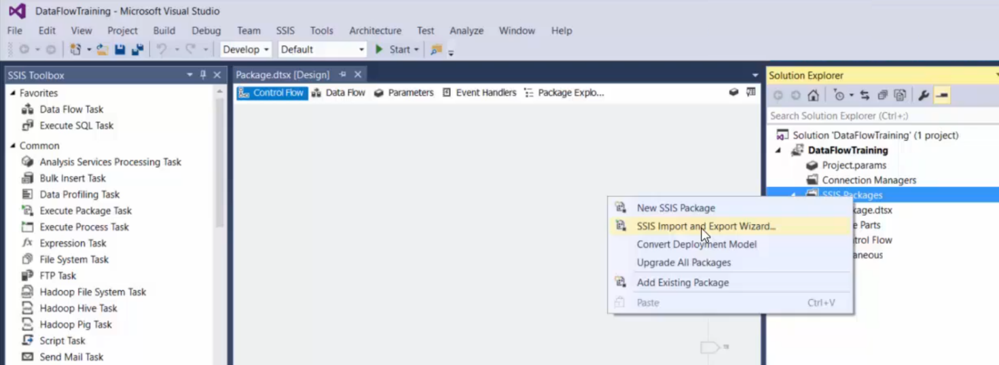 DataFlowTraining - Microsoft Visual Studio
File Edit View Project Build Debug Team SSIS Tools Architecture Test Analyze Window Help
Develop Default Start
SSIS Toolbox
Favorites
Data Flow Task
Execute SQL Task
Common
Analysis Services Processing Task
Bulk Insert Task
Data Profiling Task
Execute Package Task
Execute Process Task
Expression Task
File System Task
FTP Task
Hadoop File System Task
Hadoop Hive Task
Hadoop Pig Task
Script Task
Send Mail Task
Package.dtsx [Design]
Control Flow Data Flow Parameters Event Handlers Package Explo...
New SSIS Package
SSIS Import and Export Wizard...
Convert Deployment Model
Upgrade All Packages
Add Existing Package
Paste Ctrl+V
Solution Explorer
Search Solution Explorer (Ctrl+;)
Solution 'DataFlowTraining' (1 project)
DataFlowTraining
Project.params
Connection Managers
SSIS Packages
kage.dtsx
e Parts
trol Flow
aneous